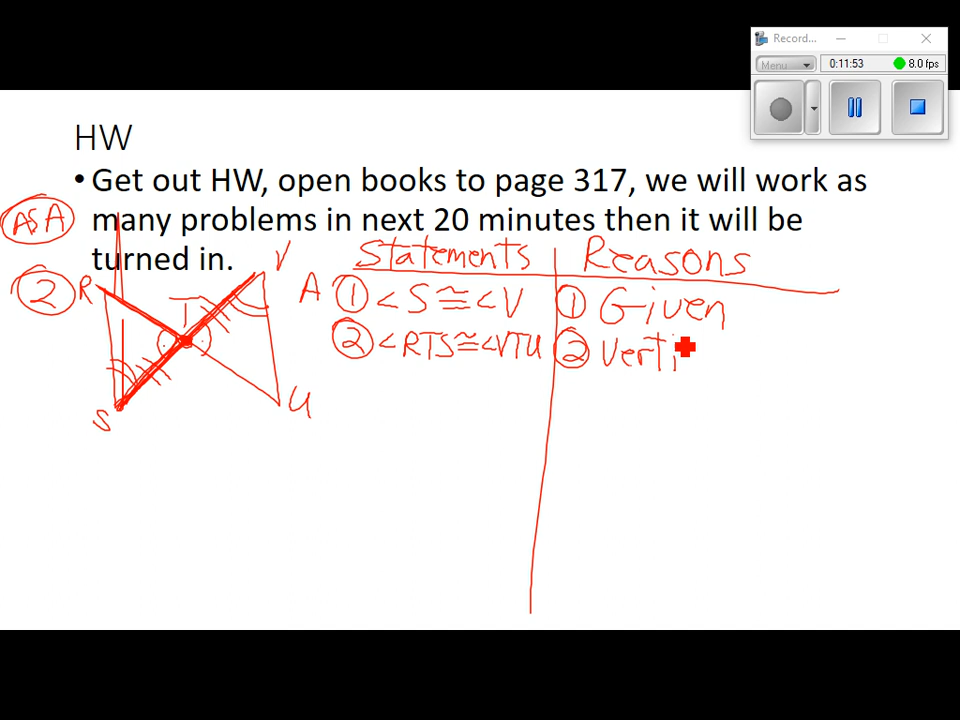 Record...
Menu
0:11:53
8.0 fps
HW
• Get out HW, open books to page 317, we will work as
many problems in next 20 minutes then it will be
turned in.
ASA
Statements Reasons
② R T V A ① <S≅<V ① Given
② <RTS≅<VTU ② Verti
S U